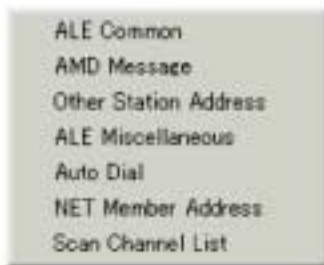 ALE Common
AMD Message
Other Station Address
ALE Miscellaneous
Auto Dial
NET Member Address
Scan Channel List